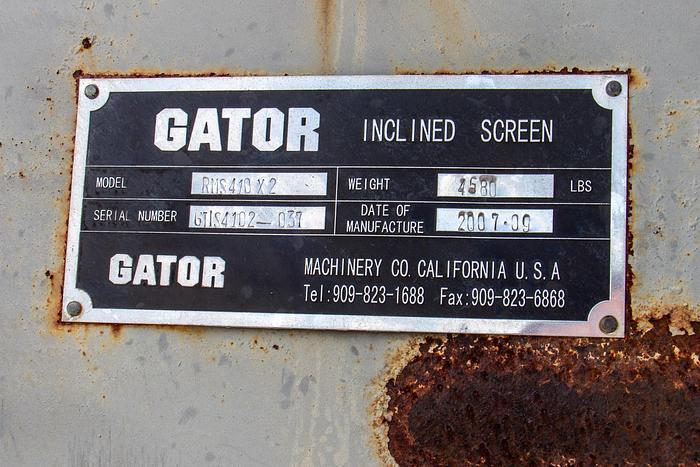 GATOR INCLINED SCREEN
MODEL RMS410 X 2 WEIGHT 4580 LBS
SERIAL NUMBER GTIS4102-037 DATE OF MANUFACTURE 2007·09
GATOR MACHINERY CO. CALIFORNIA U.S.A
Tel:909-823-1688 Fax:909-823-6868